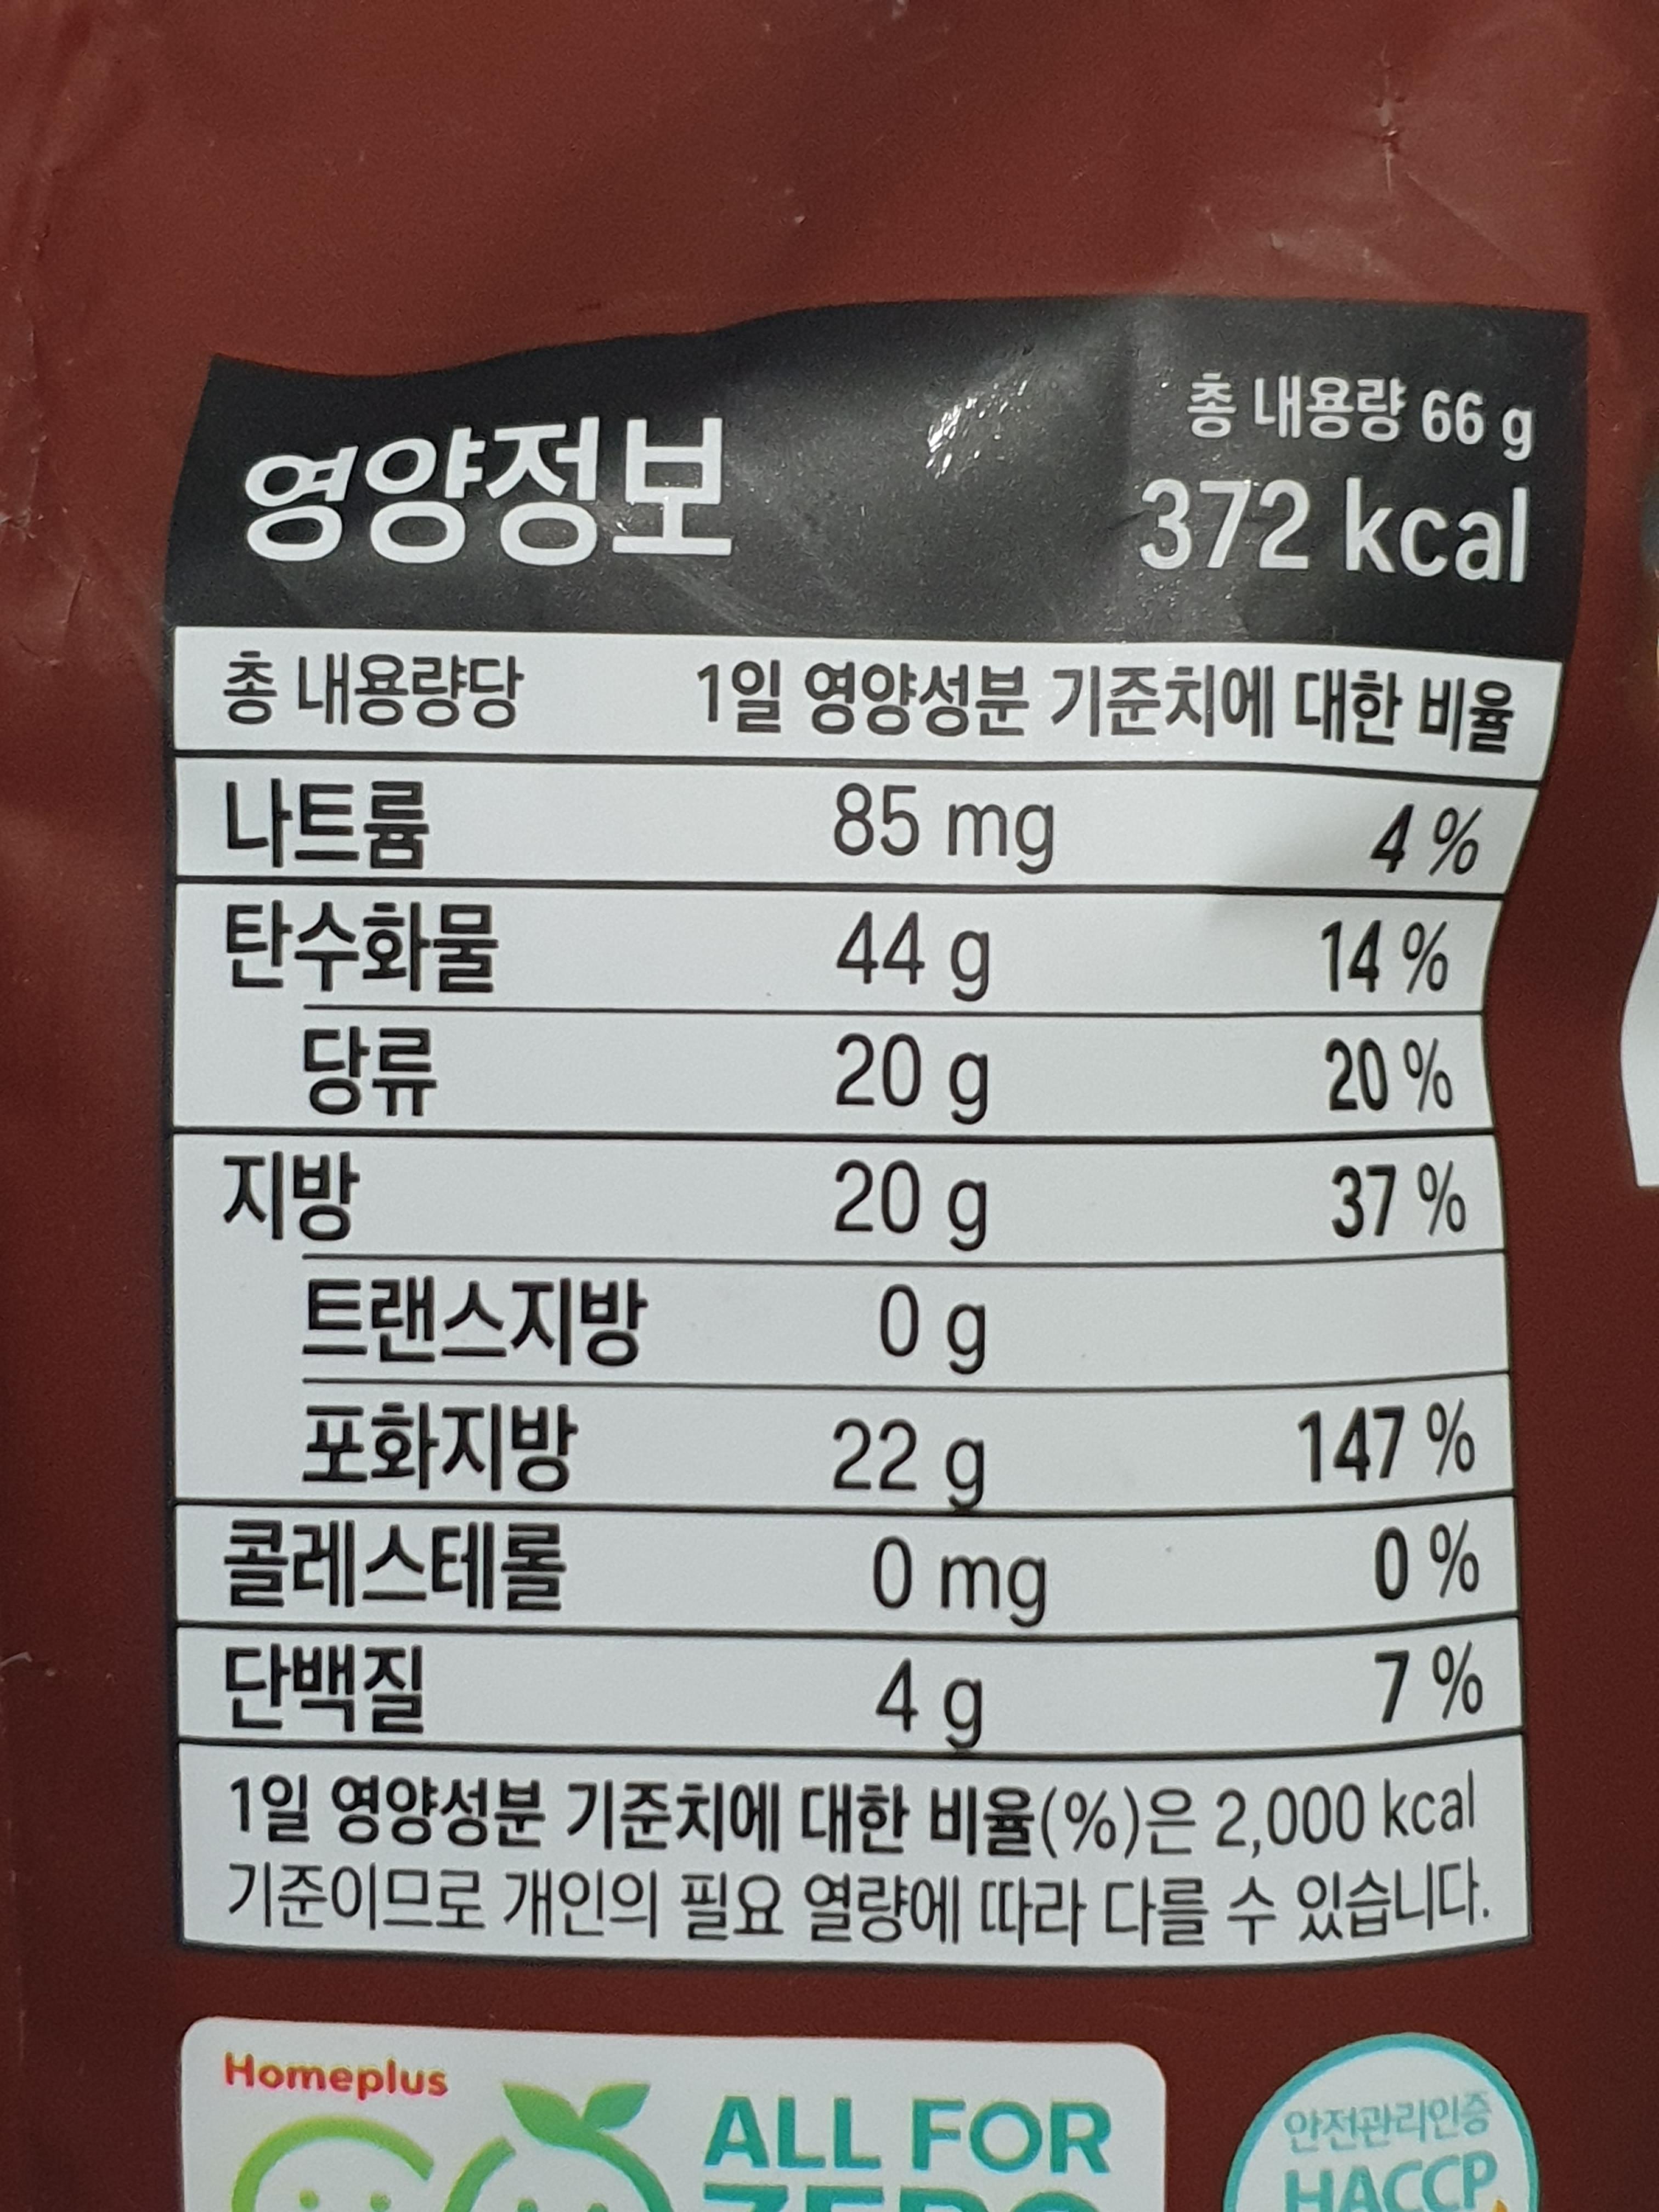 영양정보
총 내용량 66 g
372 kcal
총 내용량당 1일 영양성분 기준치에 대한 비율
나트륨 85 mg 4 %
탄수화물 44 g 14 %
당류 20 g 20 %
지방 20 g 37 %
트랜스지방 0 g
포화지방 22 g 147 %
콜레스테롤 0 mg 0 %
단백질 4 g 7 %
1일 영양성분 기준치에 대한 비율(%)은 2,000 kcal
기준이므로 개인의 필요 열량에 따라 다를 수 있습니다.
Homeplus
ALL FOR
ZERO
안전관리인증
HACCP